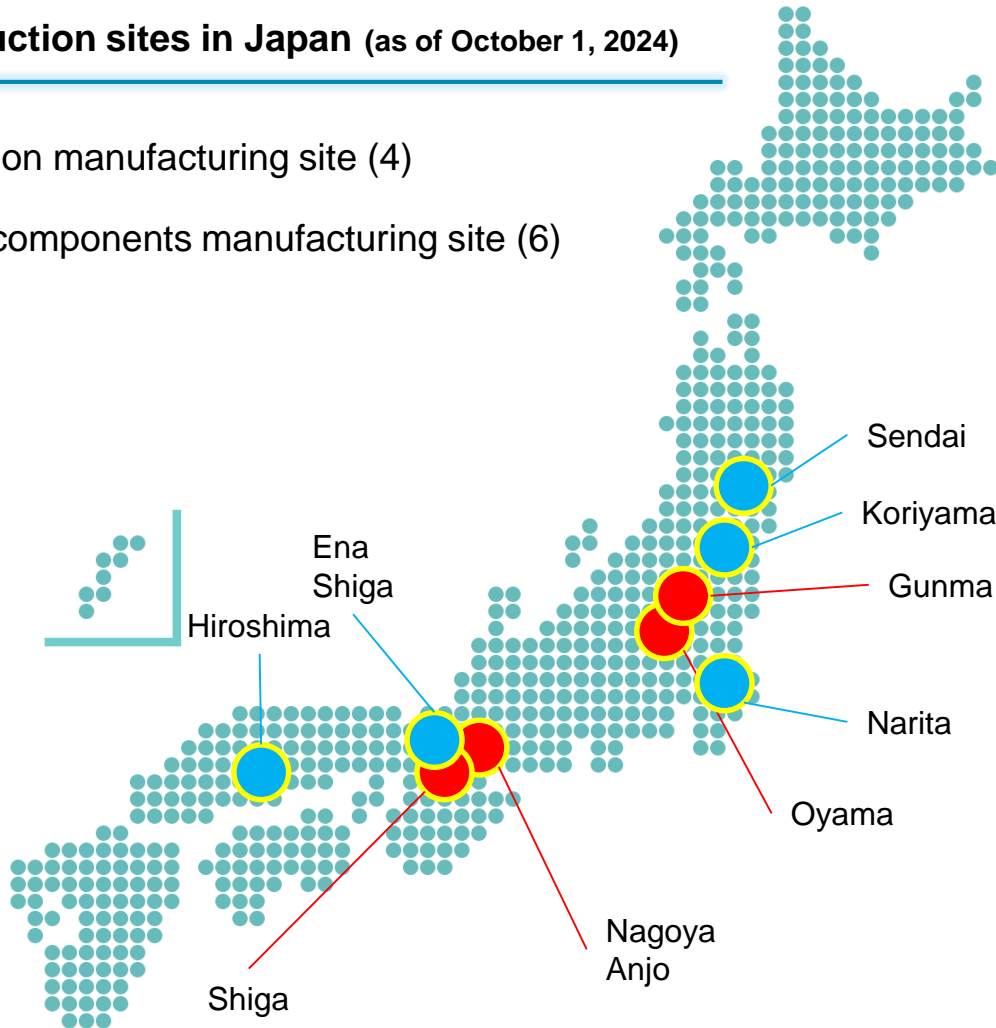 uction sites in Japan (as of October 1, 2024)
on manufacturing site (4)
components manufacturing site (6)
Sendai
Koriyama
Ena
Shiga
Gunma
Hiroshima
Narita
Oyama
Nagoya
Anjo
Shiga